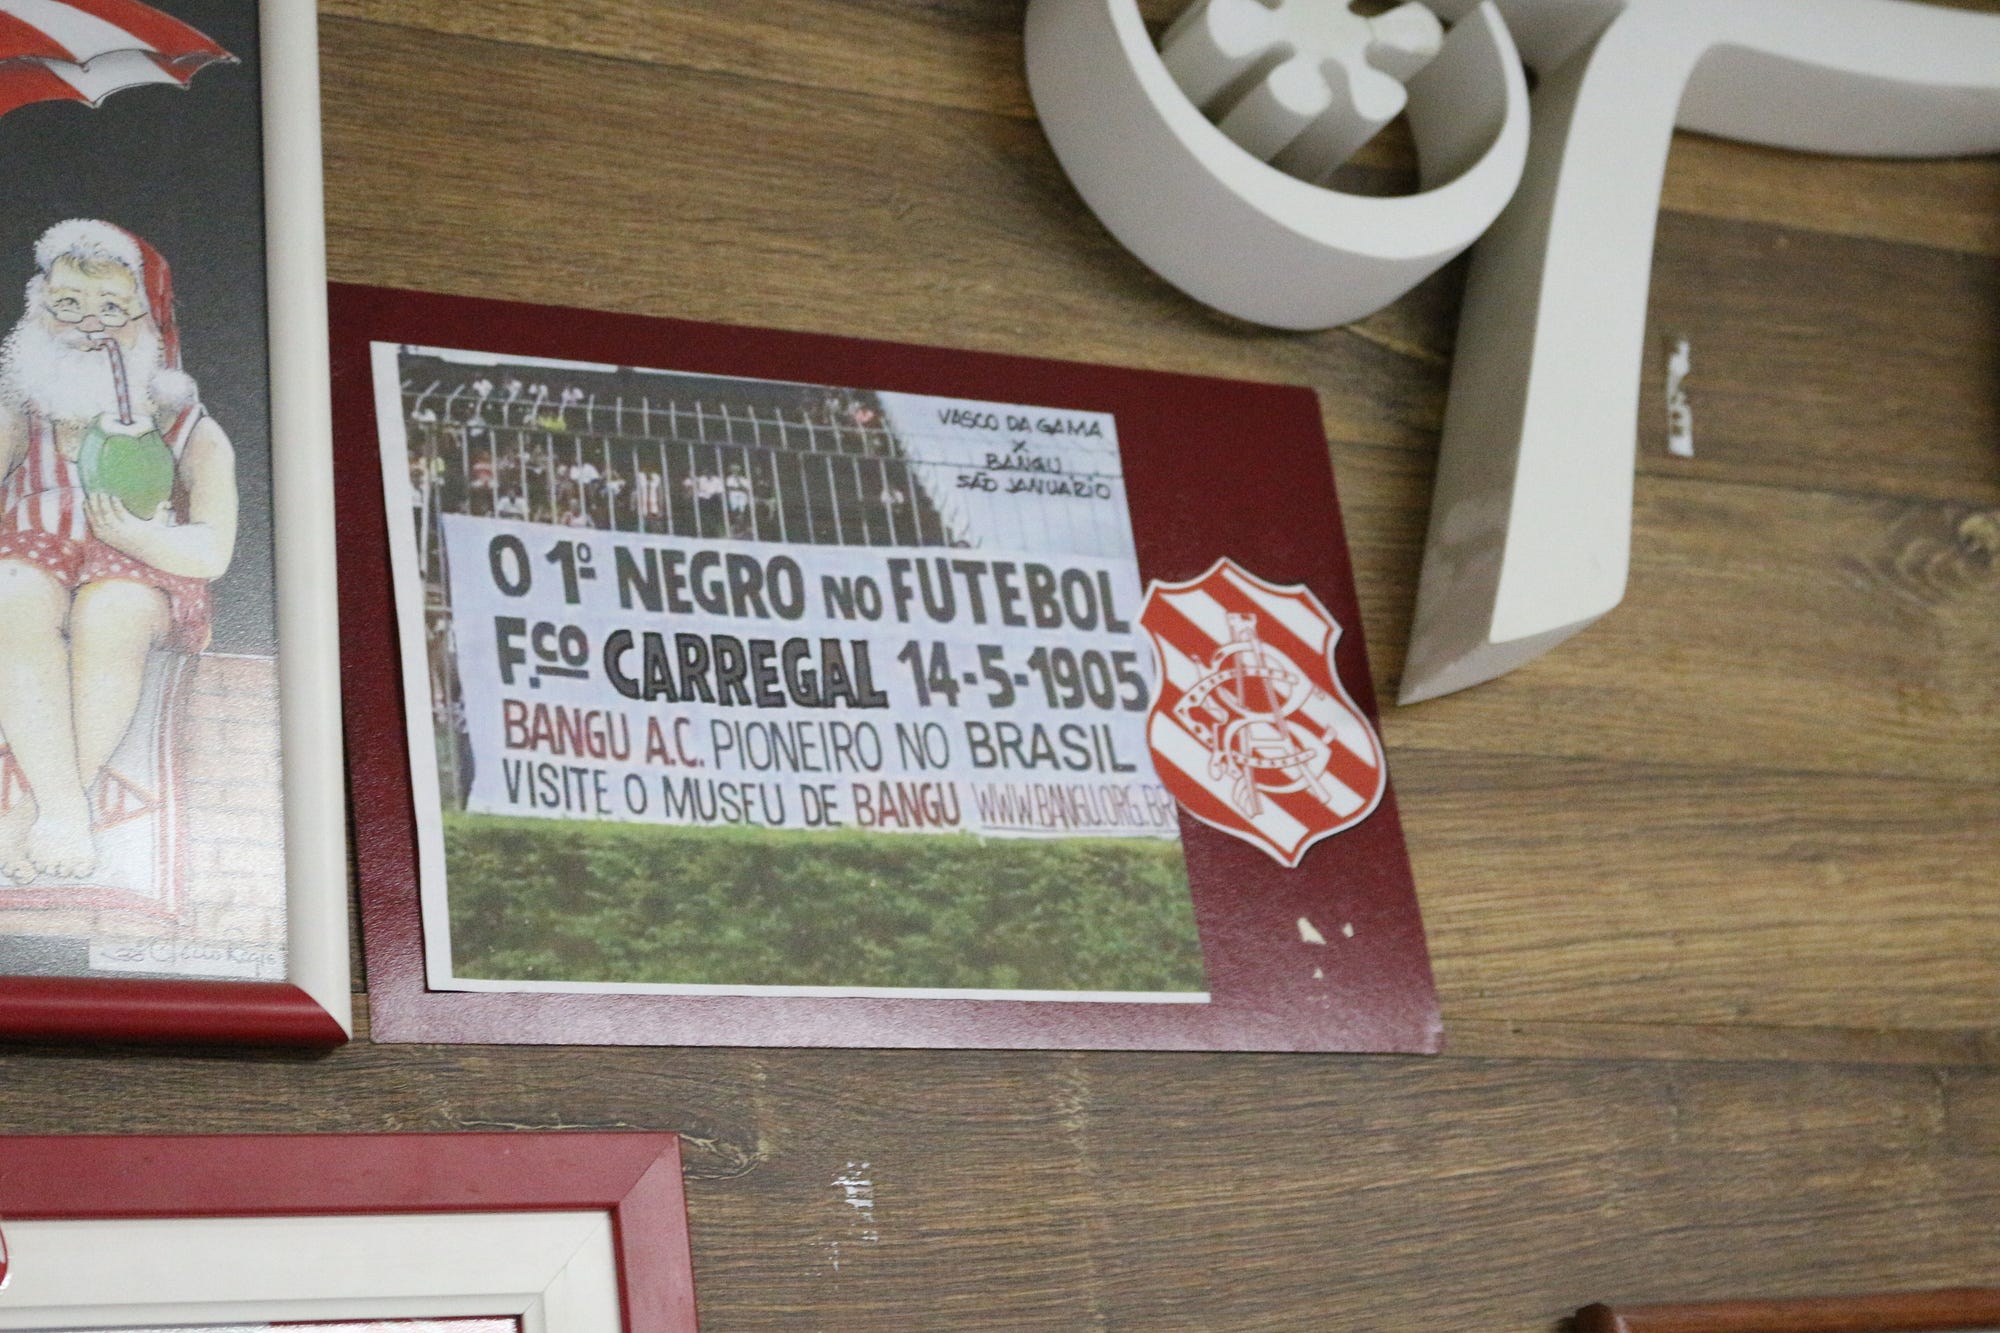 VASCO DA GAMA
X
BANGU
SÃO JANUARIO
O 1º NEGRO NO FUTEBOL
F.CO CARREGAL 14-5-1905
BANGU A.C. PIONEIRO NO BRASIL
VISITE O MUSEU DE BANGU WWW.BANGU.ORG.BR